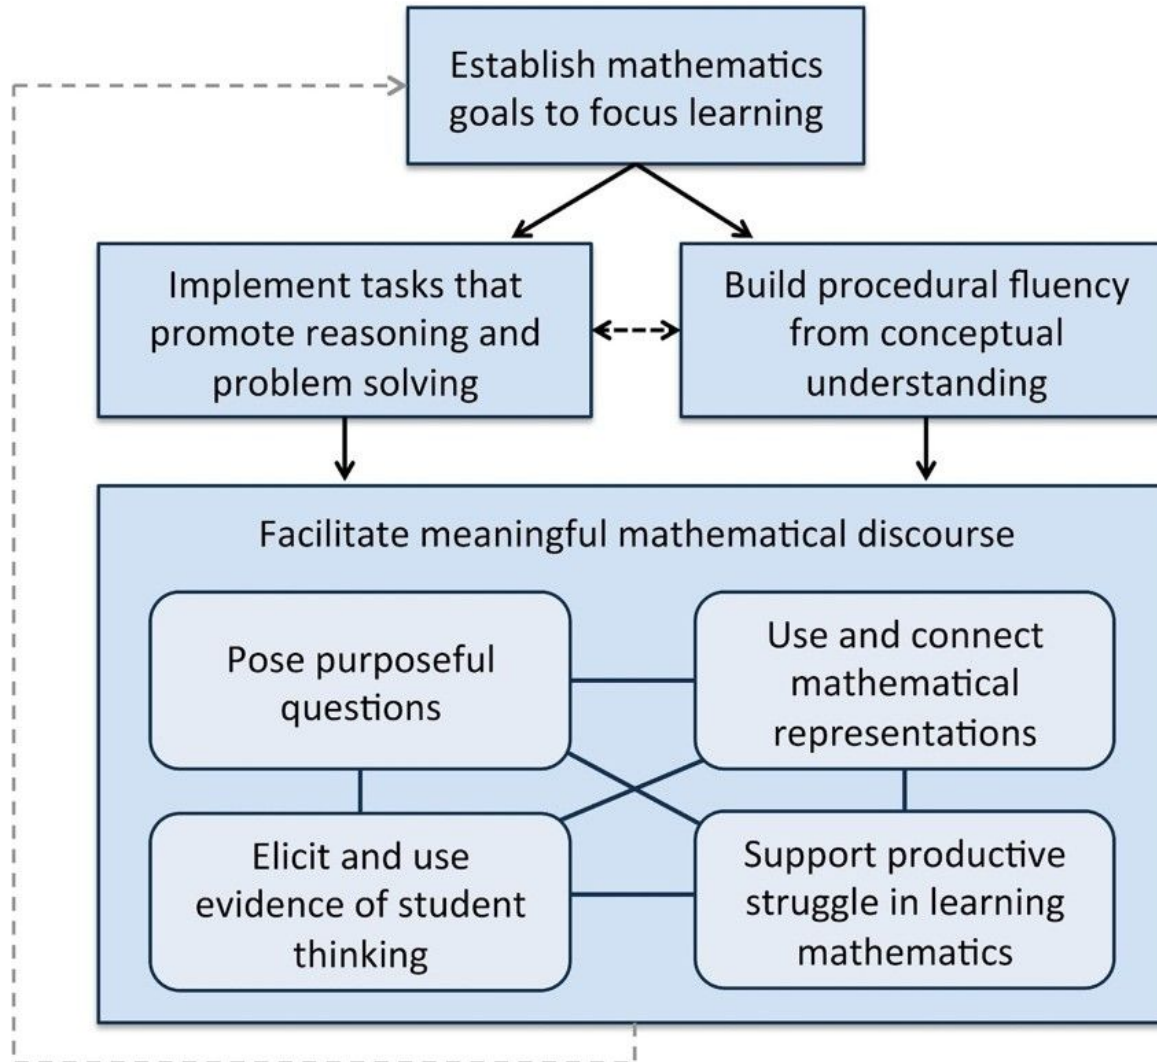 Establish mathematics
goals to focus learning
Implement tasks that
promote reasoning and
problem solving
Build procedural fluency
from conceptual
understanding
Facilitate meaningful mathematical discourse
Pose purposeful
questions
Use and connect
mathematical
representations
Elicit and use
evidence of student
thinking
Support productive
struggle in learning
mathematics